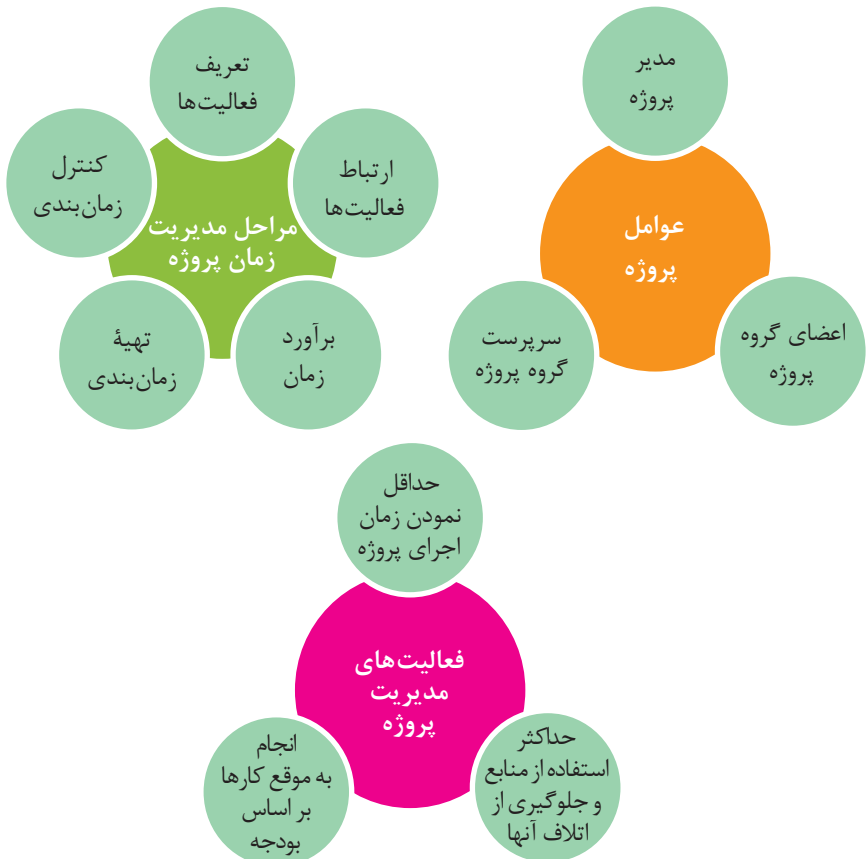 عوامل
پروژه
مدیر
پروژه
اعضای گروه
پروژه
سرپرست
گروه پروژه
مراحل مدیریت
زمان پروژه
تعریف
فعالیت‌ها
ارتباط
فعالیت‌ها
برآورد
زمان
تهیهٔ
زمان‌بندی
کنترل
زمان‌بندی
فعالیت‌های
مدیریت
پروژه
حداقل
نمودن زمان
اجرای پروژه
حداکثر
استفاده از منابع
و جلوگیری از
اتلاف آنها
انجام
به موقع کارها
بر اساس
بودجه